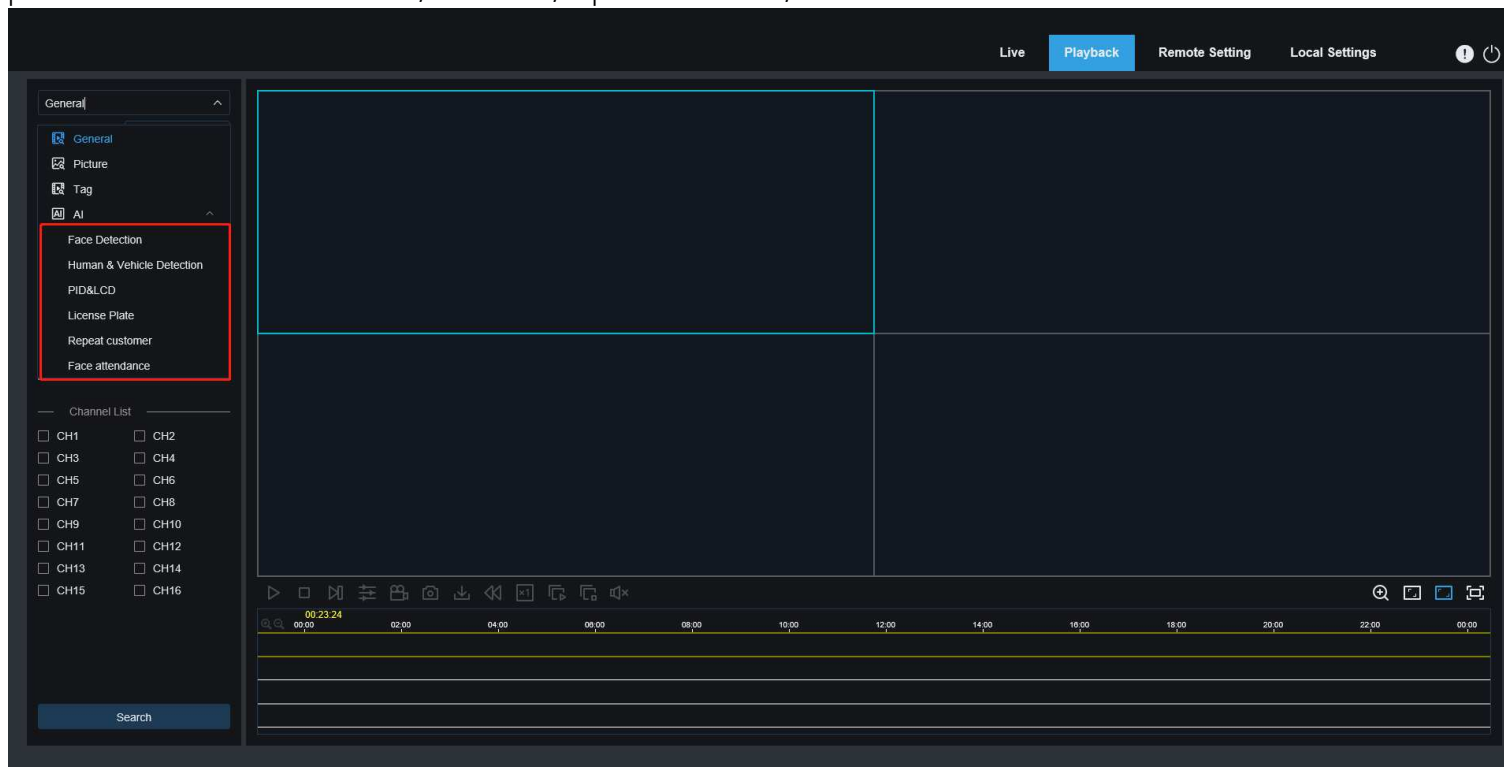 Live Playback Remote Setting Local Settings
General
General
Picture
Tag
AI AI
Face Detection
Human & Vehicle Detection
PID&LCD
License Plate
Repeat customer
Face attendance
Channel List
CH1 CH2
CH3 CH4
CH5 CH6
CH7 CH8
CH9 CH10
CH11 CH12
CH13 CH14
CH15 CH16
Search
×1
00:23:24
00:00 02:00 04:00 06:00 08:00 10:00 12:00 14:00 16:00 18:00 20:00 22:00 00:00